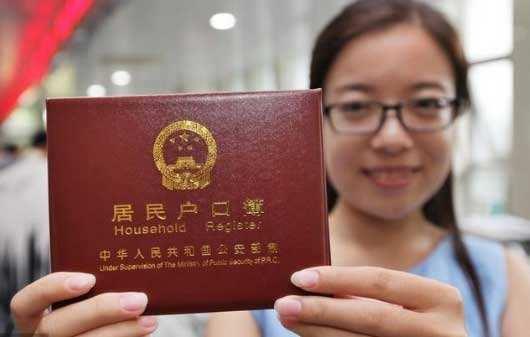 居民户口簿
Household Register
中华人民共和国公安部制
Under Supervision of The Ministry of Public Security of P.R.C.